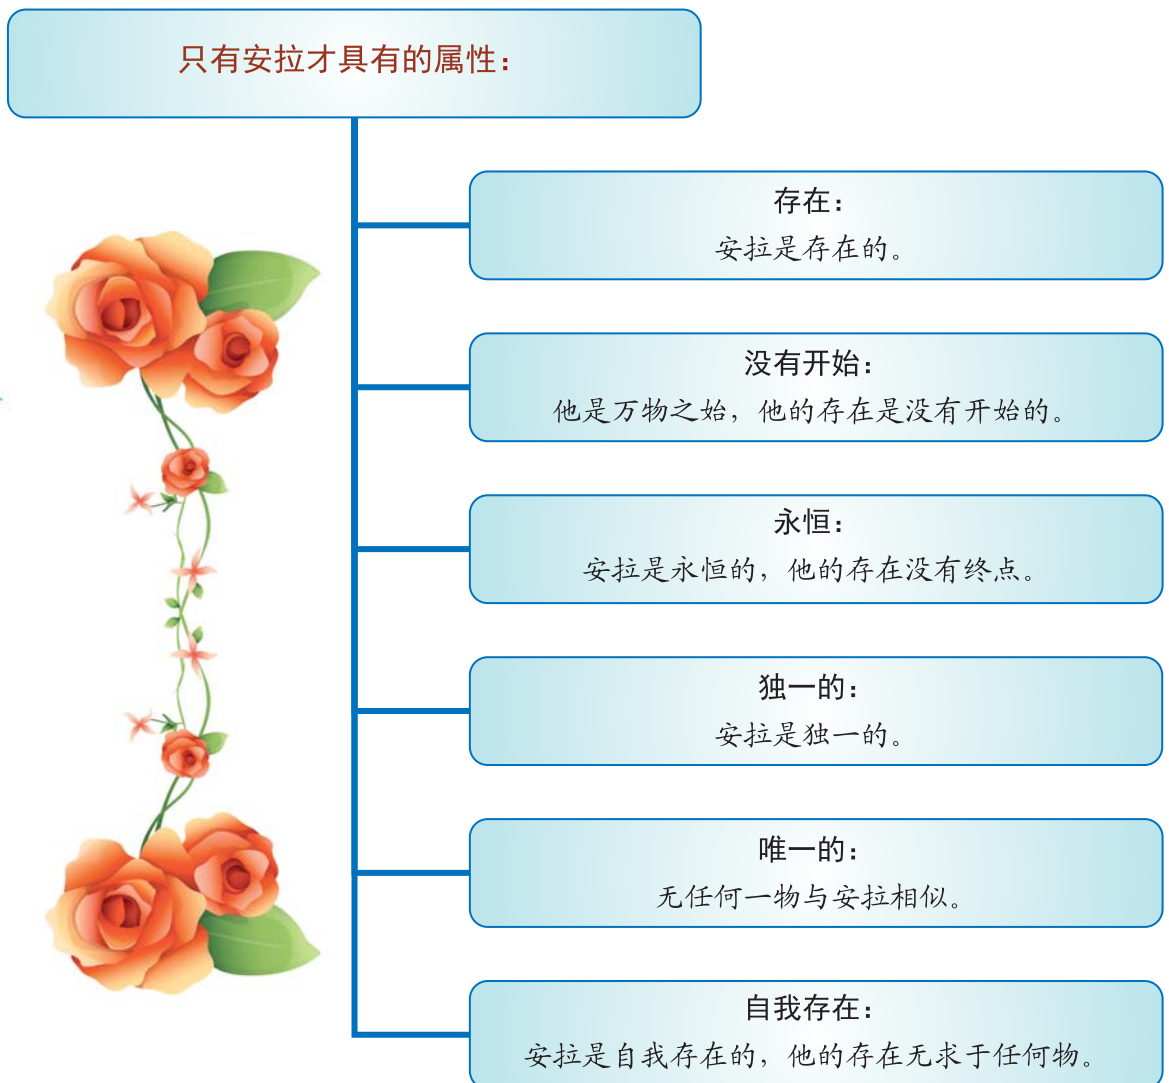 只有安拉才具有的属性：
存在：
安拉是存在的。
没有开始：
他是万物之始，他的存在是没有开始的。
永恒：
安拉是永恒的，他的存在没有终点。
独一的：
安拉是独一的。
唯一的：
无任何一物与安拉相似。
自我存在：
安拉是自我存在的，他的存在无求于任何物。